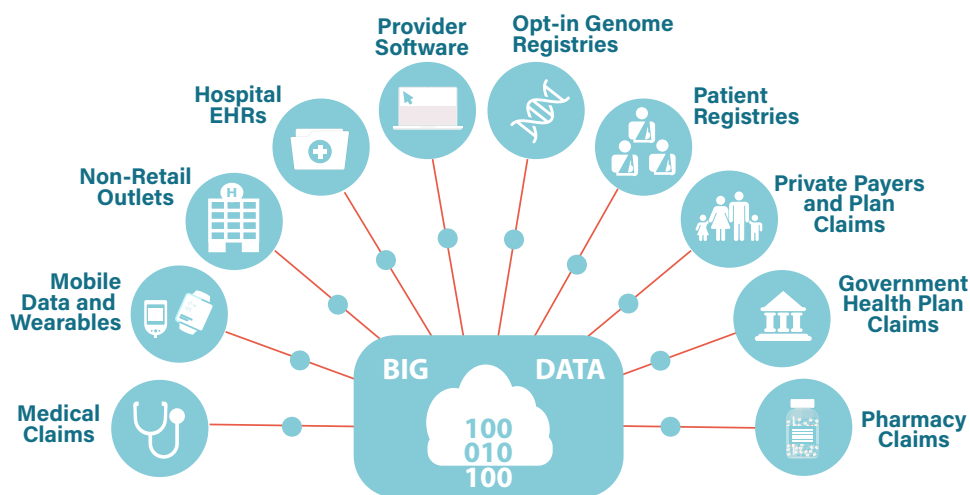 Provider
Software
Opt-in Genome
Registries
Hospital
EHRs
Patient
Registries
Non-Retail
Outlets
H
Private Payers
and Plan
Claims
Mobile
Data and
Wearables
Government
Health Plan
Claims
Medical
Claims
BIG DATA
100
010
100
Pharmacy
Claims